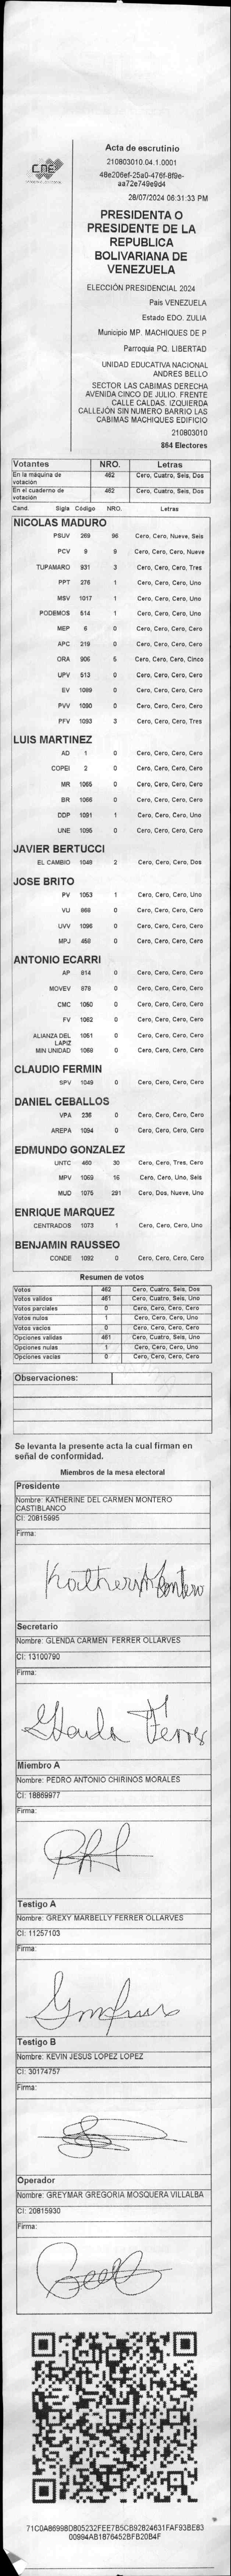 CNE
Acta de escrutinio
210803010.04.1.0001
48e206ef-25a0-476f-8f9e-
aa72e749e9d4
28/07/2024 06:31:33 PM
PRESIDENTA O
PRESIDENTE DE LA
REPUBLICA
BOLIVARIANA DE
VENEZUELA
ELECCIÓN PRESIDENCIAL 2024
País VENEZUELA
Estado EDO. ZULIA
Municipio MP. MACHIQUES DE P
Parroquia PQ. LIBERTAD
UNIDAD EDUCATIVA NACIONAL
ANDRES BELLO
SECTOR LAS CABIMAS DERECHA
AVENIDA CINCO DE JULIO. FRENTE
CALLE CALDAS. IZQUIERDA
CALLEJÓN SIN NUMERO BARRIO LAS
CABIMAS MACHIQUES EDIFICIO
210803010
864 Electores
Votantes NRO. Letras
En la máquina de votación 462 Cero, Cuatro, Seis, Dos
En el cuaderno de votación 462 Cero, Cuatro, Seis, Dos
Cand. Sigla Código NRO. Letras
NICOLAS MADURO
PSUV 269 96 Cero, Cero, Nueve, Seis
PCV 9 9 Cero, Cero, Cero, Nueve
TUPAMARO 931 3 Cero, Cero, Cero, Tres
PPT 276 1 Cero, Cero, Cero, Uno
MSV 1017 1 Cero, Cero, Cero, Uno
PODEMOS 514 1 Cero, Cero, Cero, Uno
MEP 6 0 Cero, Cero, Cero, Cero
APC 219 0 Cero, Cero, Cero, Cero
ORA 906 5 Cero, Cero, Cero, Cinco
UPV 513 0 Cero, Cero, Cero, Cero
EV 1099 0 Cero, Cero, Cero, Cero
PVV 1090 0 Cero, Cero, Cero, Cero
PFV 1093 3 Cero, Cero, Cero, Tres
LUIS MARTINEZ
AD 1 0 Cero, Cero, Cero, Cero
COPEI 2 0 Cero, Cero, Cero, Cero
MR 1065 0 Cero, Cero, Cero, Cero
BR 1066 0 Cero, Cero, Cero, Cero
DDP 1091 1 Cero, Cero, Cero, Uno
UNE 1095 0 Cero, Cero, Cero, Cero
JAVIER BERTUCCI
EL CAMBIO 1048 2 Cero, Cero, Cero, Dos
JOSE BRITO
PV 1053 1 Cero, Cero, Cero, Uno
VU 868 0 Cero, Cero, Cero, Cero
UVV 1096 0 Cero, Cero, Cero, Cero
MPJ 458 0 Cero, Cero, Cero, Cero
ANTONIO ECARRI
AP 814 0 Cero, Cero, Cero, Cero
MOVEV 878 0 Cero, Cero, Cero, Cero
CMC 1050 0 Cero, Cero, Cero, Cero
FV 1062 0 Cero, Cero, Cero, Cero
ALIANZA DEL LAPIZ 1051 0 Cero, Cero, Cero, Cero
MIN UNIDAD 1069 0 Cero, Cero, Cero, Cero
CLAUDIO FERMIN
SPV 1049 0 Cero, Cero, Cero, Cero
DANIEL CEBALLOS
VPA 236 0 Cero, Cero, Cero, Cero
AREPA 1094 0 Cero, Cero, Cero, Cero
EDMUNDO GONZALEZ
UNTC 460 30 Cero, Cero, Tres, Cero
MPV 1069 16 Cero, Cero, Uno, Seis
MUD 1075 291 Cero, Dos, Nueve, Uno
ENRIQUE MARQUEZ
CENTRADOS 1073 1 Cero, Cero, Cero, Uno
BENJAMIN RAUSSEO
CONDE 1092 0 Cero, Cero, Cero, Cero
Resumen de votos
Votos 462 Cero, Cuatro, Seis, Dos
Votos validos 461 Cero, Cuatro, Seis, Uno
Votos parciales 0 Cero, Cero, Cero, Cero
Votos nulos 1 Cero, Cero, Cero, Uno
Votos vacios 0 Cero, Cero, Cero, Cero
Opciones validas 461 Cero, Cuatro, Seis, Uno
Opciones nulas 1 Cero, Cero, Cero, Uno
Opciones vacias 0 Cero, Cero, Cero, Cero
Observaciones:
Se levanta la presente acta la cual firman en
señal de conformidad.
Miembros de la mesa electoral
Presidente
Nombre: KATHERINE DEL CARMEN MONTERO
CASTIBLANCO
CI: 20815995
Firma:
Katherin Montero
Secretario
Nombre: GLENDA CARMEN FERRER OLLARVES
CI: 13100790
Firma:
Glenda Ferrer
Miembro A
Nombre: PEDRO ANTONIO CHIRINOS MORALES
CI: 18869977
Firma:
Testigo A
Nombre: GREXY MARBELLY FERRER OLLARVES
CI: 11257103
Firma:
Testigo B
Nombre: KEVIN JESUS LOPEZ LOPEZ
CI: 30174757
Firma:
Operador
Nombre: GREYMAR GREGORIA MOSQUERA VILLALBA
CI: 20815930
Firma:
71C0A86998D805232FEE7B5CB92824631FAF93BE83
00994AB1876452BFB20B4F